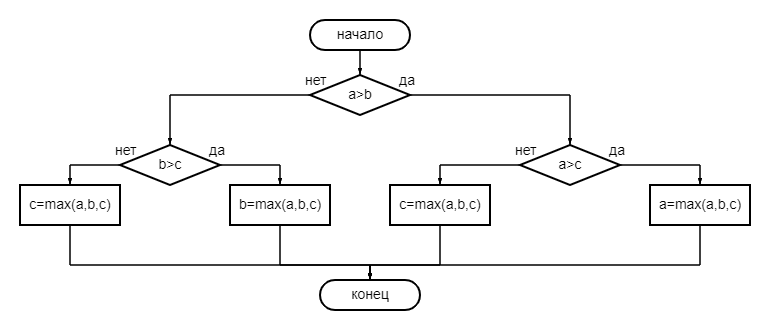 начало
нет
да
a>b
нет
да
нет
да
b>c
a>c
c=max(a,b,c)
b=max(a,b,c)
c=max(a,b,c)
a=max(a,b,c)
конец